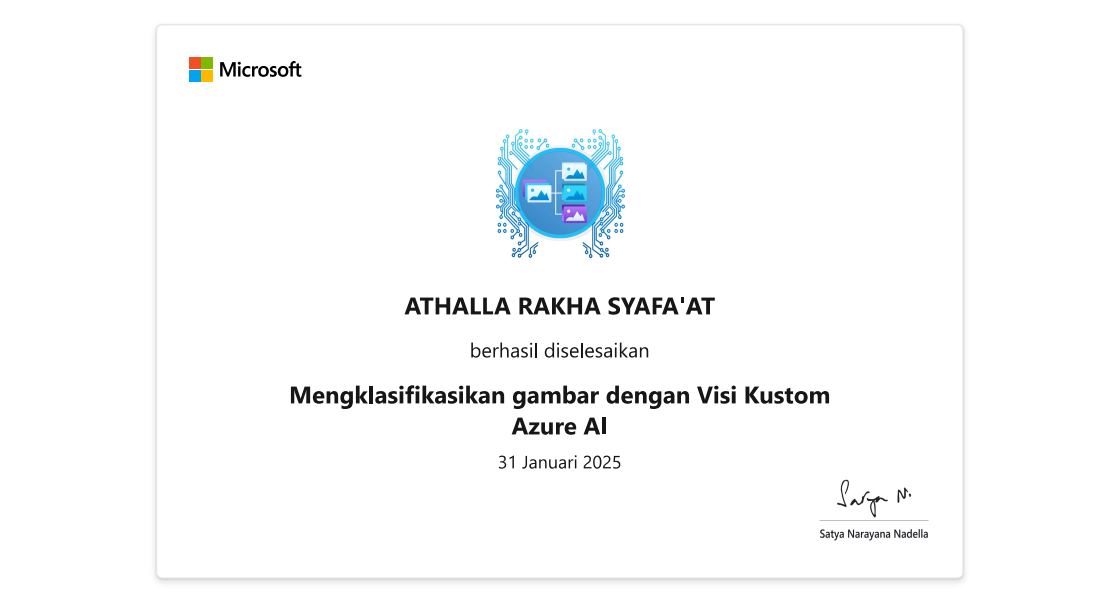 Microsoft
ATHALLA RAKHA SYAFA'AT
berhasil diselesaikan
Mengklasifikasikan gambar dengan Visi Kustom
Azure AI
31 Januari 2025
Satya N.
Satya Narayana Nadella